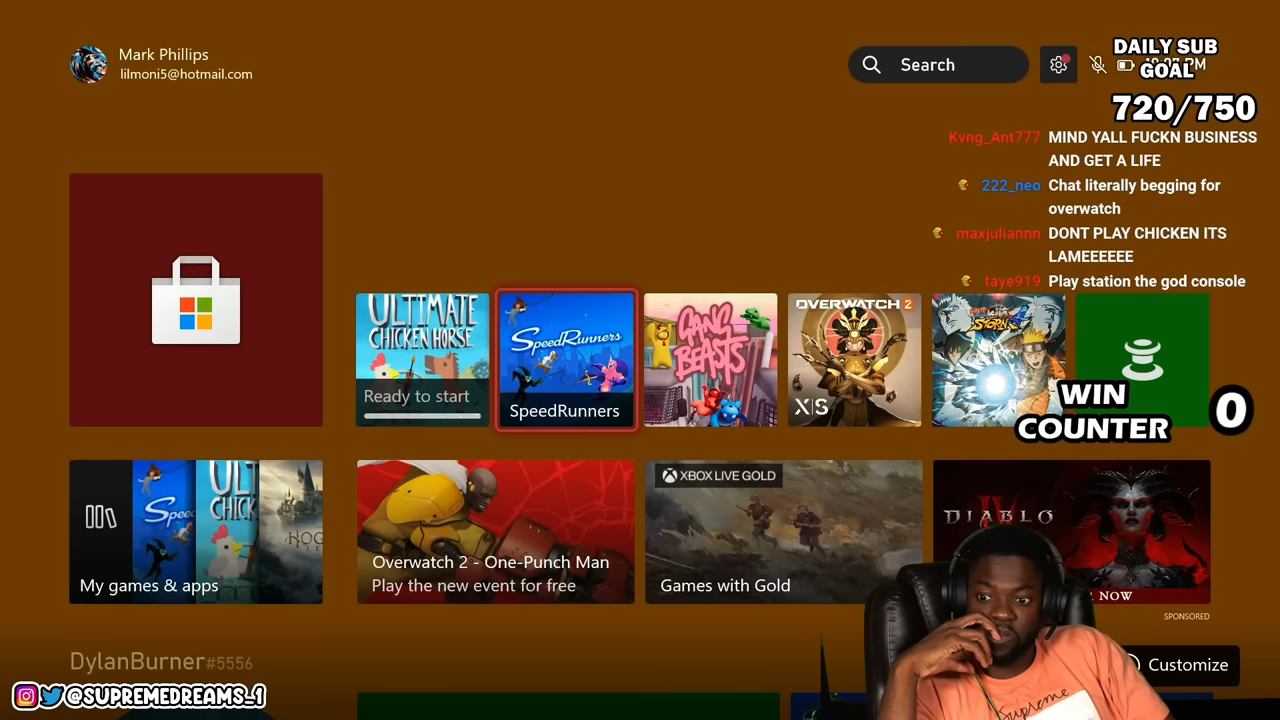 Mark Phillips
lilmoni5@hotmail.com
Search
DAILY SUB
GOAL
720/750
Kvng_Ant777 MIND YALL FUCKN BUSINESS
AND GET A LIFE
222_neo Chat literally begging for
overwatch
maxjuliannn DONT PLAY CHICKEN ITS
LAMEEEEEE
taye919 Play station the god console
ULTIMATE
CHICKEN HORSE
Ready to start
SpeedRunners
SpeedRunners
GANG
BEASTS
OVERWATCH 2
X|S
STORM 4
WIN
COUNTER
0
My games & apps
Overwatch 2 - One-Punch Man
Play the new event for free
XBOX LIVE GOLD
Games with Gold
DIABLO
IV
NOW
SPONSORED
DylanBurner#5556
Customize
@SUPREMEDREAMS_1
Supreme